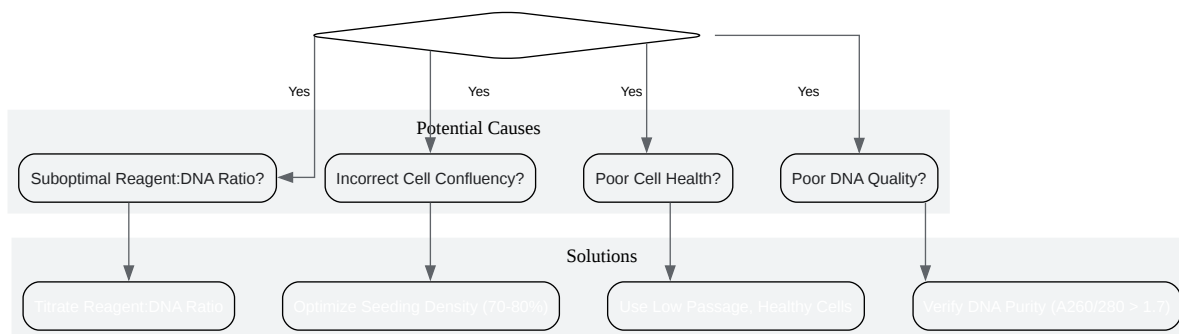 Yes
Yes
Yes
Yes
Potential Causes
Suboptimal Reagent:DNA Ratio?
Incorrect Cell Confluency?
Poor Cell Health?
Poor DNA Quality?
Solutions
Titrate Reagent:DNA Ratio
Optimize Seeding Density (70-80%)
Use Low Passage, Healthy Cells
Verify DNA Purity (A260/280 > 1.7)